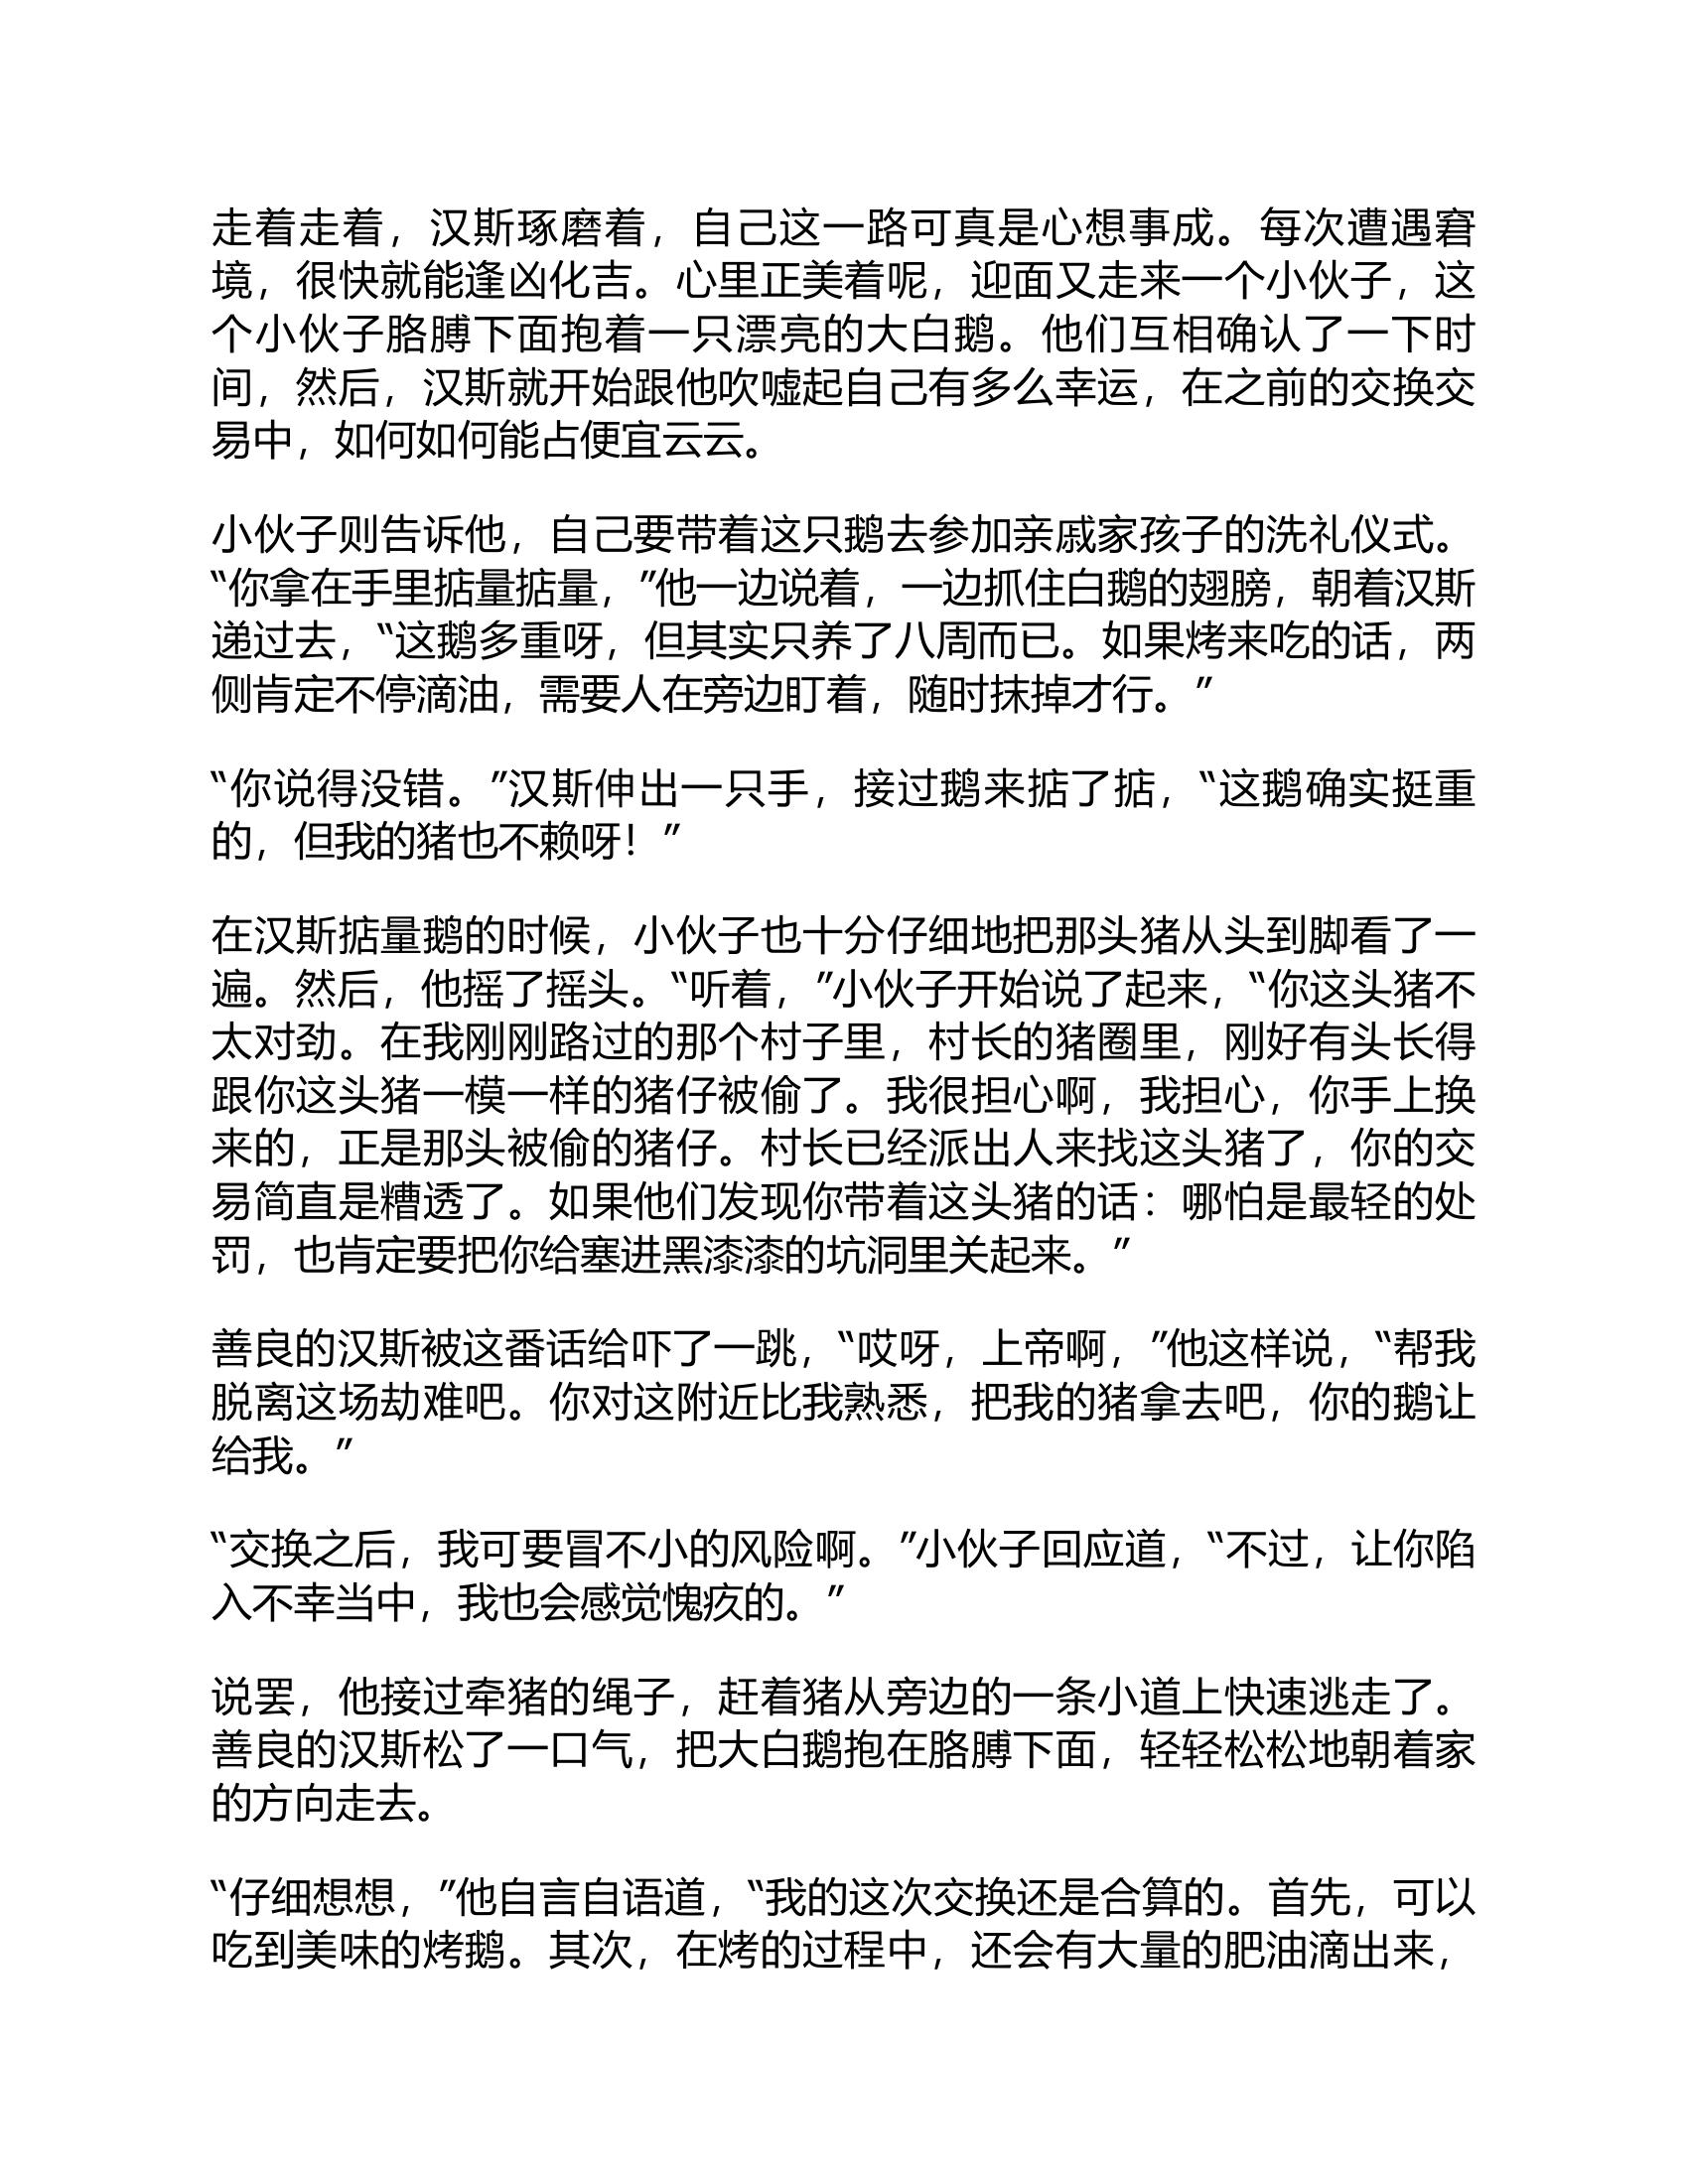 走着走着，汉斯琢磨着，自己这一路可真是心想事成。每次遭遇窘
境，很快就能逢凶化吉。心里正美着呢，迎面又走来一个小伙子，这
个小伙子胳膊下面抱着一只漂亮的大白鹅。他们互相确认了一下时
间，然后，汉斯就开始跟他吹嘘起自己有多么幸运，在之前的交换交
易中，如何如何能占便宜云云。
小伙子则告诉他，自己要带着这只鹅去参加亲戚家孩子的洗礼仪式。
“你拿在手里掂量掂量，”他一边说着，一边抓住白鹅的翅膀，朝着汉斯
递过去，“这鹅多重呀，但其实只养了八周而已。如果烤来吃的话，两
侧肯定不停滴油，需要人在旁边盯着，随时抹掉才行。”
“你说得没错。”汉斯伸出一只手，接过鹅来掂了掂，“这鹅确实挺重
的，但我的猪也不赖呀！”
在汉斯掂量鹅的时候，小伙子也十分仔细地把那头猪从头到脚看了一
遍。然后，他摇了摇头。“听着，”小伙子开始说了起来，“你这头猪不
太对劲。在我刚刚路过的那个村子里，村长的猪圈里，刚好有头长得
跟你这头猪一模一样的猪仔被偷了。我很担心啊，我担心，你手上换
来的，正是那头被偷的猪仔。村长已经派出人来找这头猪了，你的交
易简直是糟透了。如果他们发现你带着这头猪的话：哪怕是最轻的处
罚，也肯定要把你给塞进黑漆漆的坑洞里关起来。”
善良的汉斯被这番话给吓了一跳，“哎呀，上帝啊，”他这样说，“帮我
脱离这场劫难吧。你对这附近比我熟悉，把我的猪拿去吧，你的鹅让
给我。”
“交换之后，我可要冒不小的风险啊。”小伙子回应道，“不过，让你陷
入不幸当中，我也会感觉愧疚的。”
说罢，他接过牵猪的绳子，赶着猪从旁边的一条小道上快速逃走了。
善良的汉斯松了一口气，把大白鹅抱在胳膊下面，轻轻松松地朝着家
的方向走去。
“仔细想想，”他自言自语道，“我的这次交换还是合算的。首先，可以
吃到美味的烤鹅。其次，在烤的过程中，还会有大量的肥油滴出来，